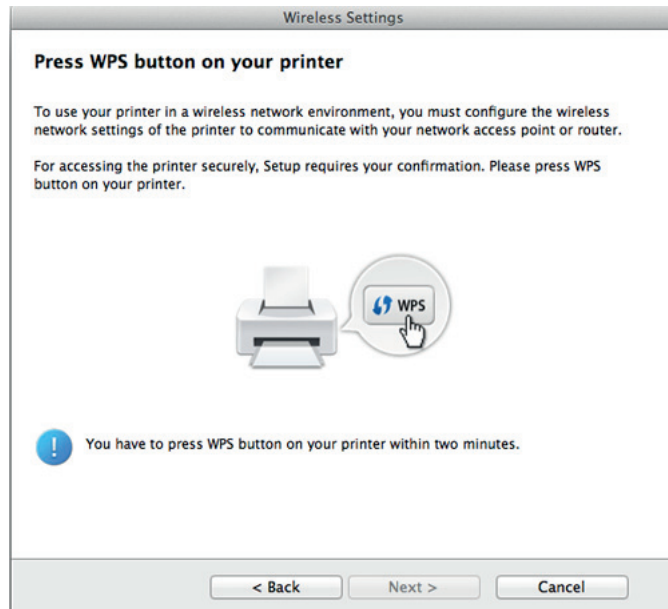 Wireless Settings
Press WPS button on your printer
To use your printer in a wireless network environment, you must configure the wireless
network settings of the printer to communicate with your network access point or router.
For accessing the printer securely, Setup requires your confirmation. Please press WPS
button on your printer.
WPS
You have to press WPS button on your printer within two minutes.
< Back
Next >
Cancel